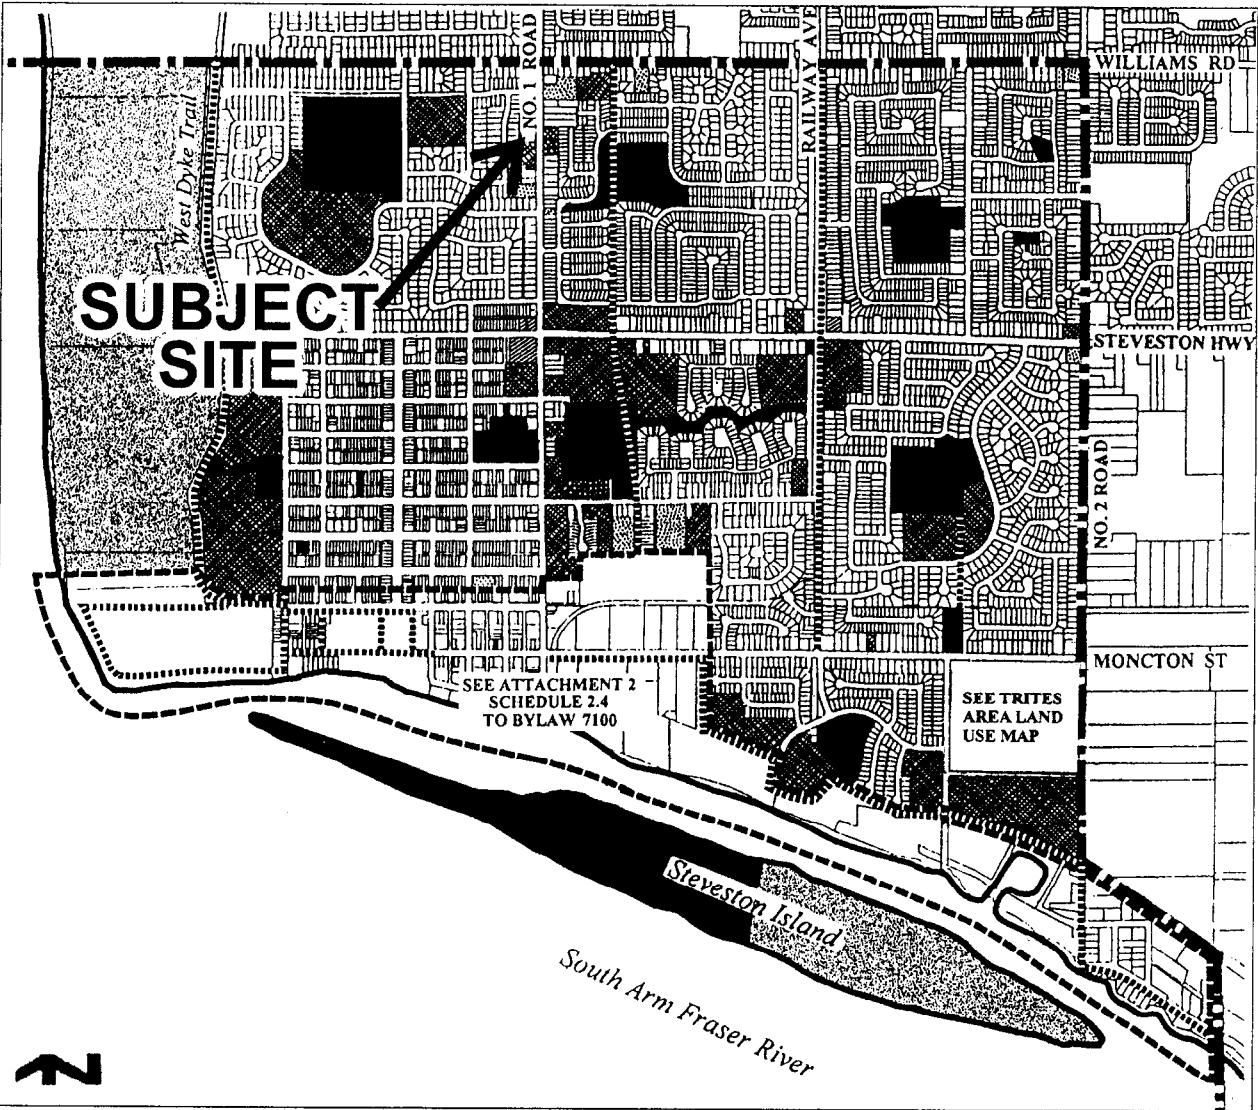 NO. 1 ROAD
RAILWAY AVE
WILLIAMS RD
West Dyke Trail
SUBJECT
SITE
STEVESTON HWY
NO. 2 ROAD
MONCTON ST
SEE ATTACHMENT 2
SCHEDULE 2.4
TO BYLAW 7100
SEE TRITES
AREA LAND
USE MAP
Steveston Island
South Arm Fraser River
N